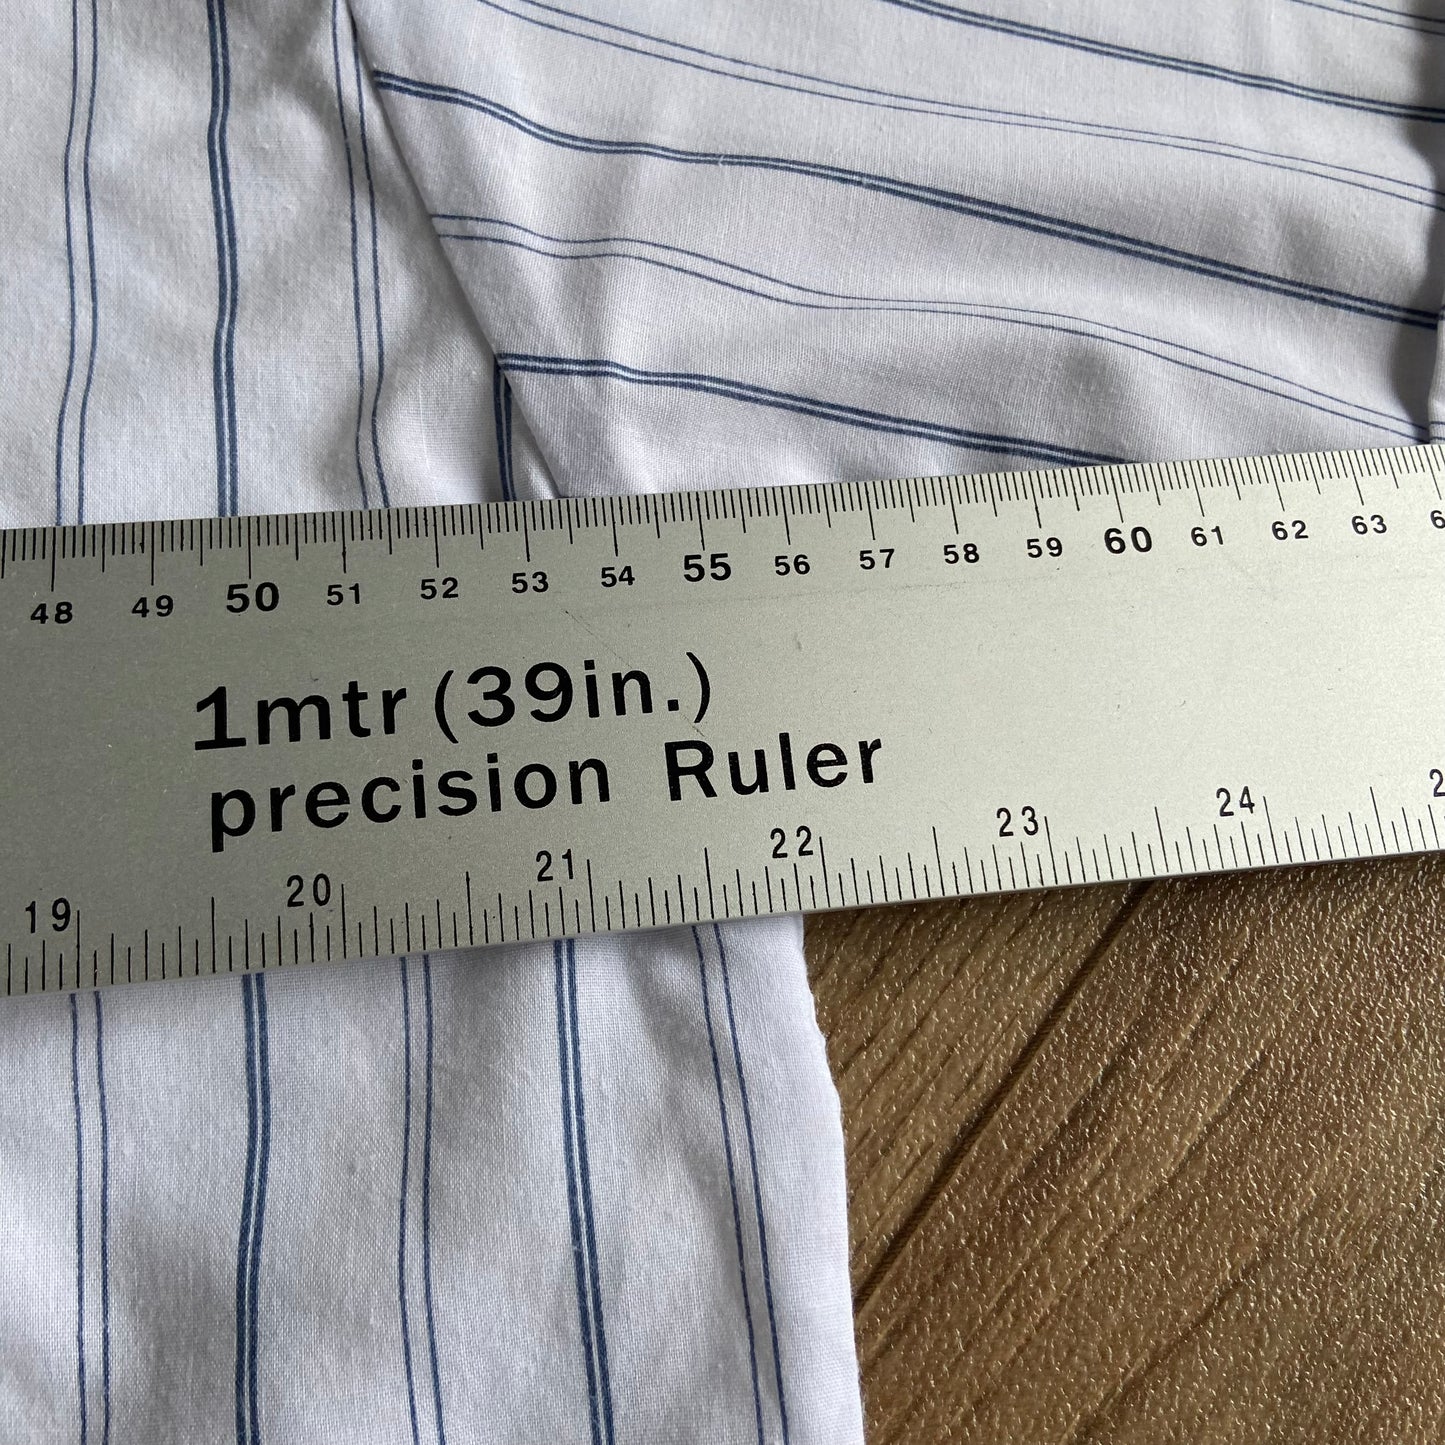 48 49 50 51 52 53 54 55 56 57 58 59 60 61 62 63
1mtr (39in.)
precision Ruler
19 20 21 22 23 24